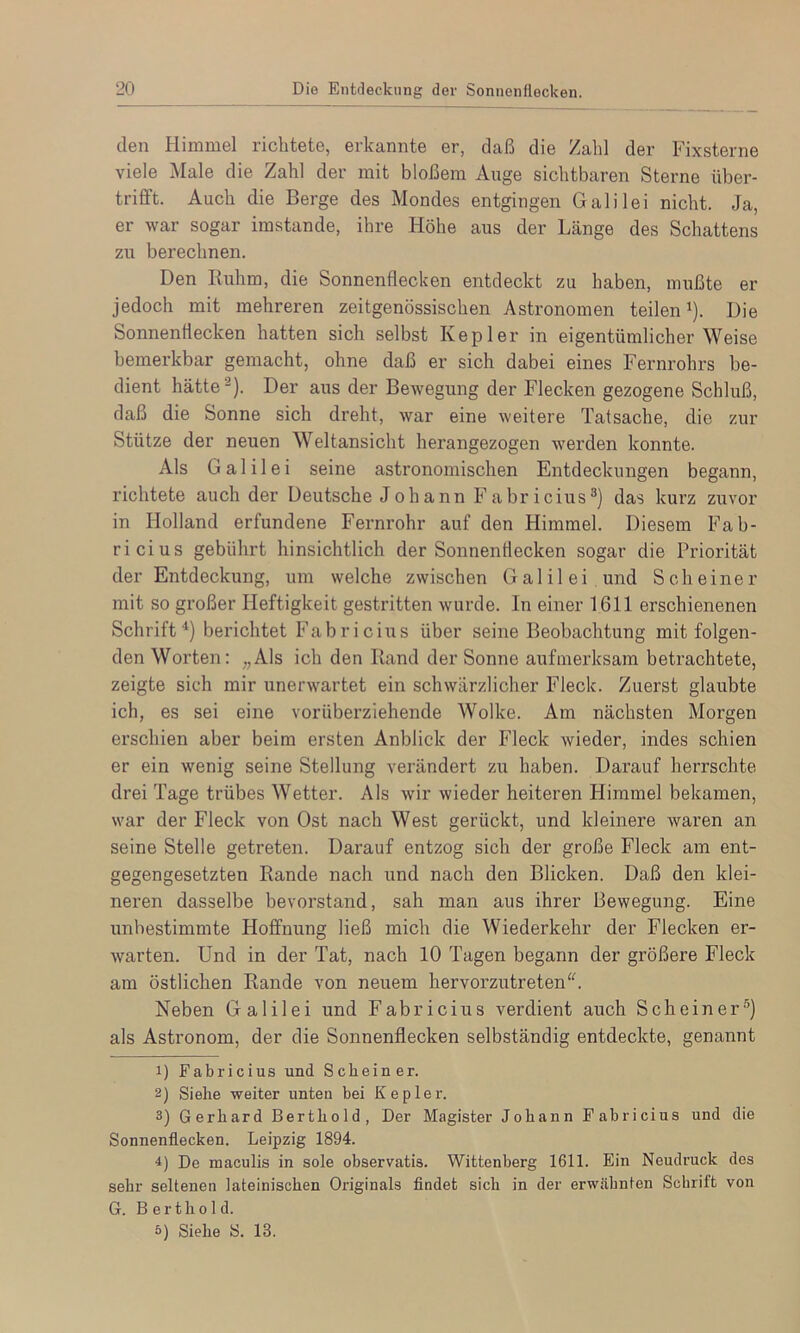 20 Die Entdeckung der Sonnenflecken.
den Himmel richtete, erkannte er, daß die Zahl der Fixsterne
viele Male die Zahl der mit bloßem Auge sichtbaren Sterne über-
trifft. Auch die Berge des Mondes entgingen Galilei nicht. Ja,
er war sogar imstande, ihre Höhe aus der Länge des Schattens
zu berechnen.
Den Ruhm, die Sonnenflecken entdeckt zu haben, mußte er
jedoch mit mehreren zeitgenössischen Astronomen teilen¹). Die
Sonnenflecken hatten sich selbst Kepler in eigentümlicher Weise
bemerkbar gemacht, ohne daß er sich dabei eines Fernrohrs be-
dient hätte²). Der aus der Bewegung der Flecken gezogene Schluß,
daß die Sonne sich dreht, war eine weitere Tatsache, die zur
Stütze der neuen Weltansicht herangezogen werden konnte.
Als Galilei seine astronomischen Entdeckungen begann,
richtete auch der Deutsche Johann Fabricius³) das kurz zuvor
in Holland erfundene Fernrohr auf den Himmel. Diesem Fab-
ricius gebührt hinsichtlich der Sonnenflecken sogar die Priorität
der Entdeckung, um welche zwischen Galilei und Scheiner
mit so großer Heftigkeit gestritten wurde. In einer 1611 erschienenen
Schrift⁴) berichtet Fabricius über seine Beobachtung mit folgen-
den Worten: „Als ich den Rand der Sonne aufmerksam betrachtete,
zeigte sich mir unerwartet ein schwärzlicher Fleck. Zuerst glaubte
ich, es sei eine vorüberziehende Wolke. Am nächsten Morgen
erschien aber beim ersten Anblick der Fleck wieder, indes schien
er ein wenig seine Stellung verändert zu haben. Darauf herrschte
drei Tage trübes Wetter. Als wir wieder heiteren Himmel bekamen,
war der Fleck von Ost nach West gerückt, und kleinere waren an
seine Stelle getreten. Darauf entzog sich der große Fleck am ent-
gegengesetzten Rande nach und nach den Blicken. Daß den klei-
neren dasselbe bevorstand, sah man aus ihrer Bewegung. Eine
unbestimmte Hoffnung ließ mich die Wiederkehr der Flecken er-
warten. Und in der Tat, nach 10 Tagen begann der größere Fleck
am östlichen Rande von neuem hervorzutreten“.
Neben Galilei und Fabricius verdient auch Scheiner⁵)
als Astronom, der die Sonnenflecken selbständig entdeckte, genannt
1) Fabricius und Scheiner.
2) Siehe weiter unten bei Kepler.
3) Gerhard Berthold, Der Magister Johann Fabricius und die
Sonnenflecken. Leipzig 1894.
4) De maculis in sole observatis. Wittenberg 1611. Ein Neudruck des
sehr seltenen lateinischen Originals findet sich in der erwähnten Schrift von
G. Berthold.
5) Siehe S. 13.